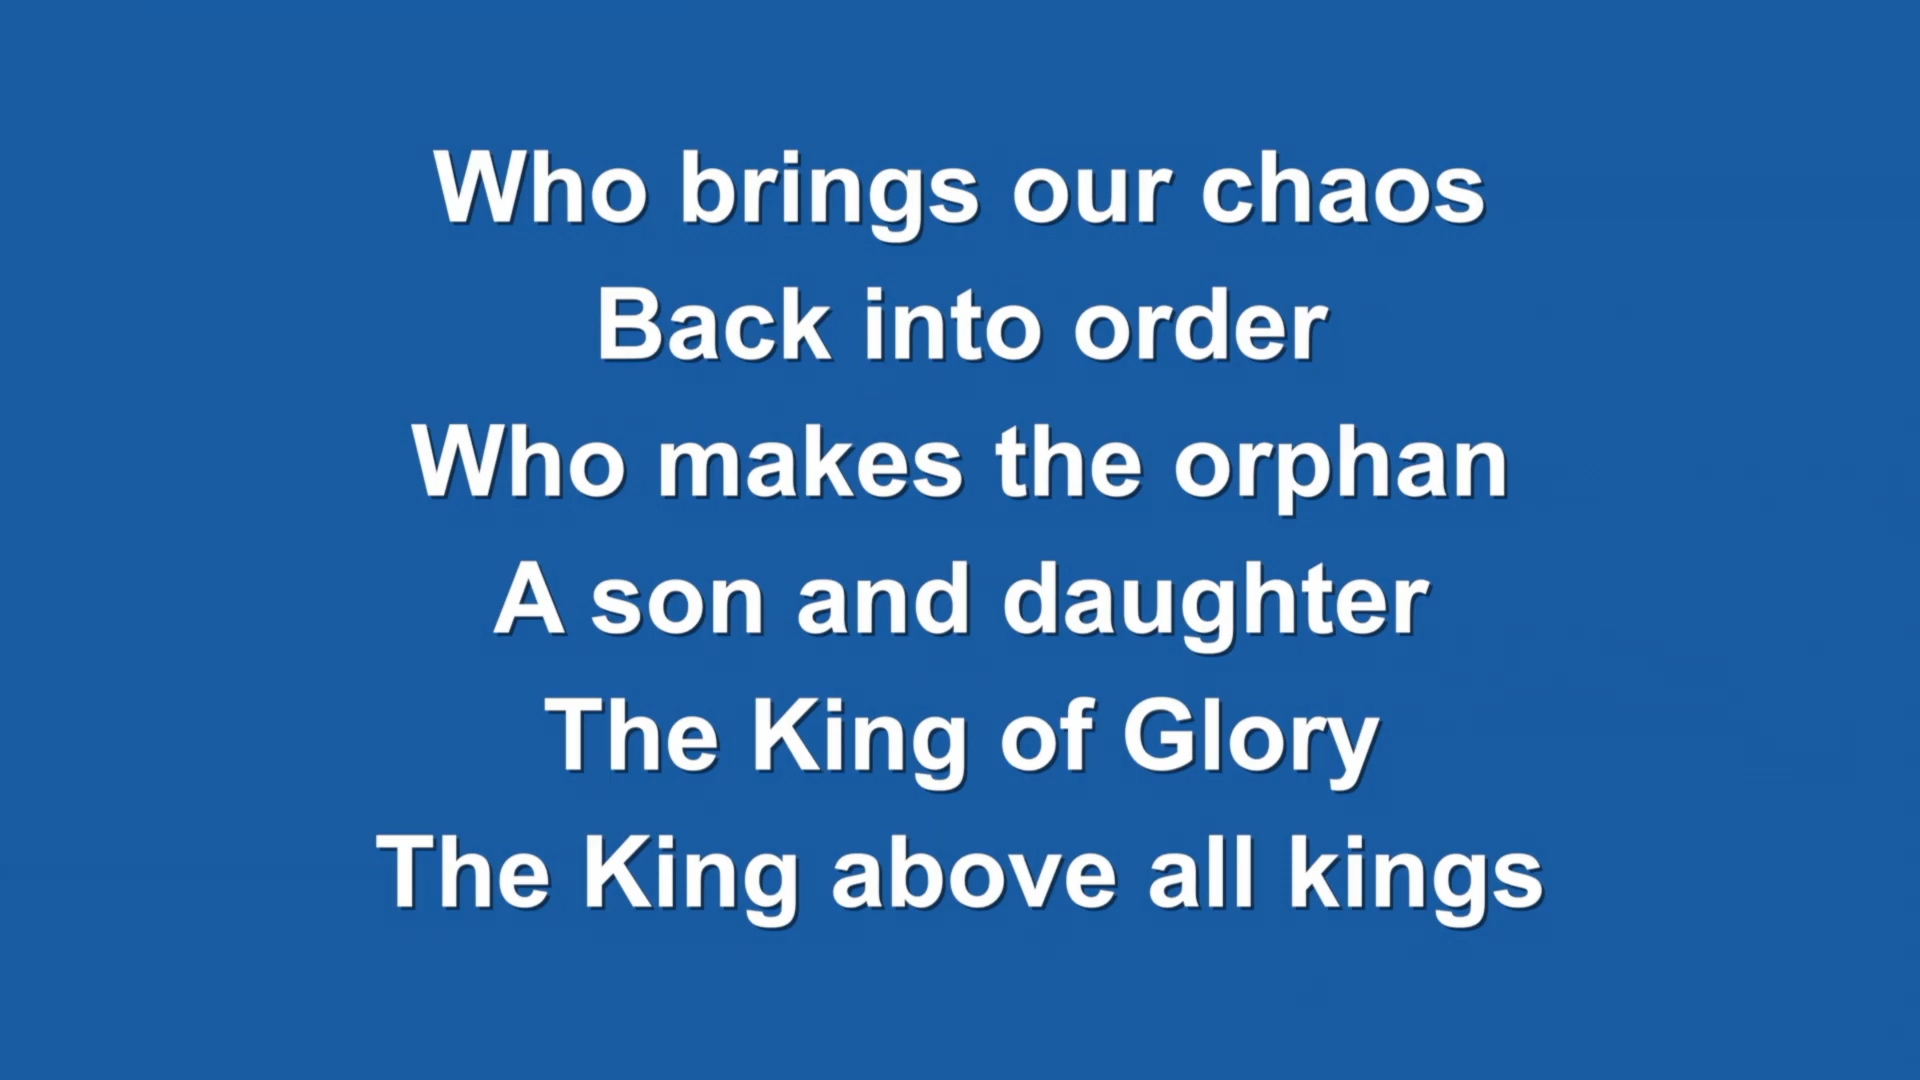 Who brings our chaos
Back into order
Who makes the orphan
A son and daughter
The King of Glory
The King above all kings